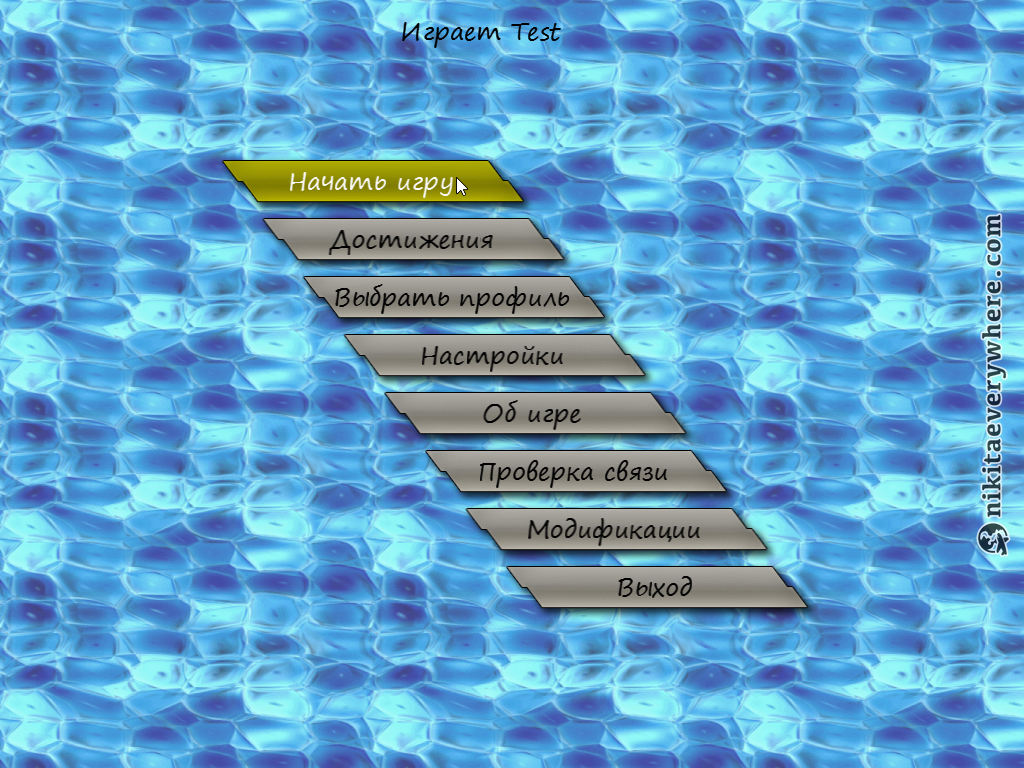 Играет Test
Начать игру
Достижения
Выбрать профиль
Настройки
Об игре
Проверка связи
Модификации
Выход
nikitaeverywhere.com